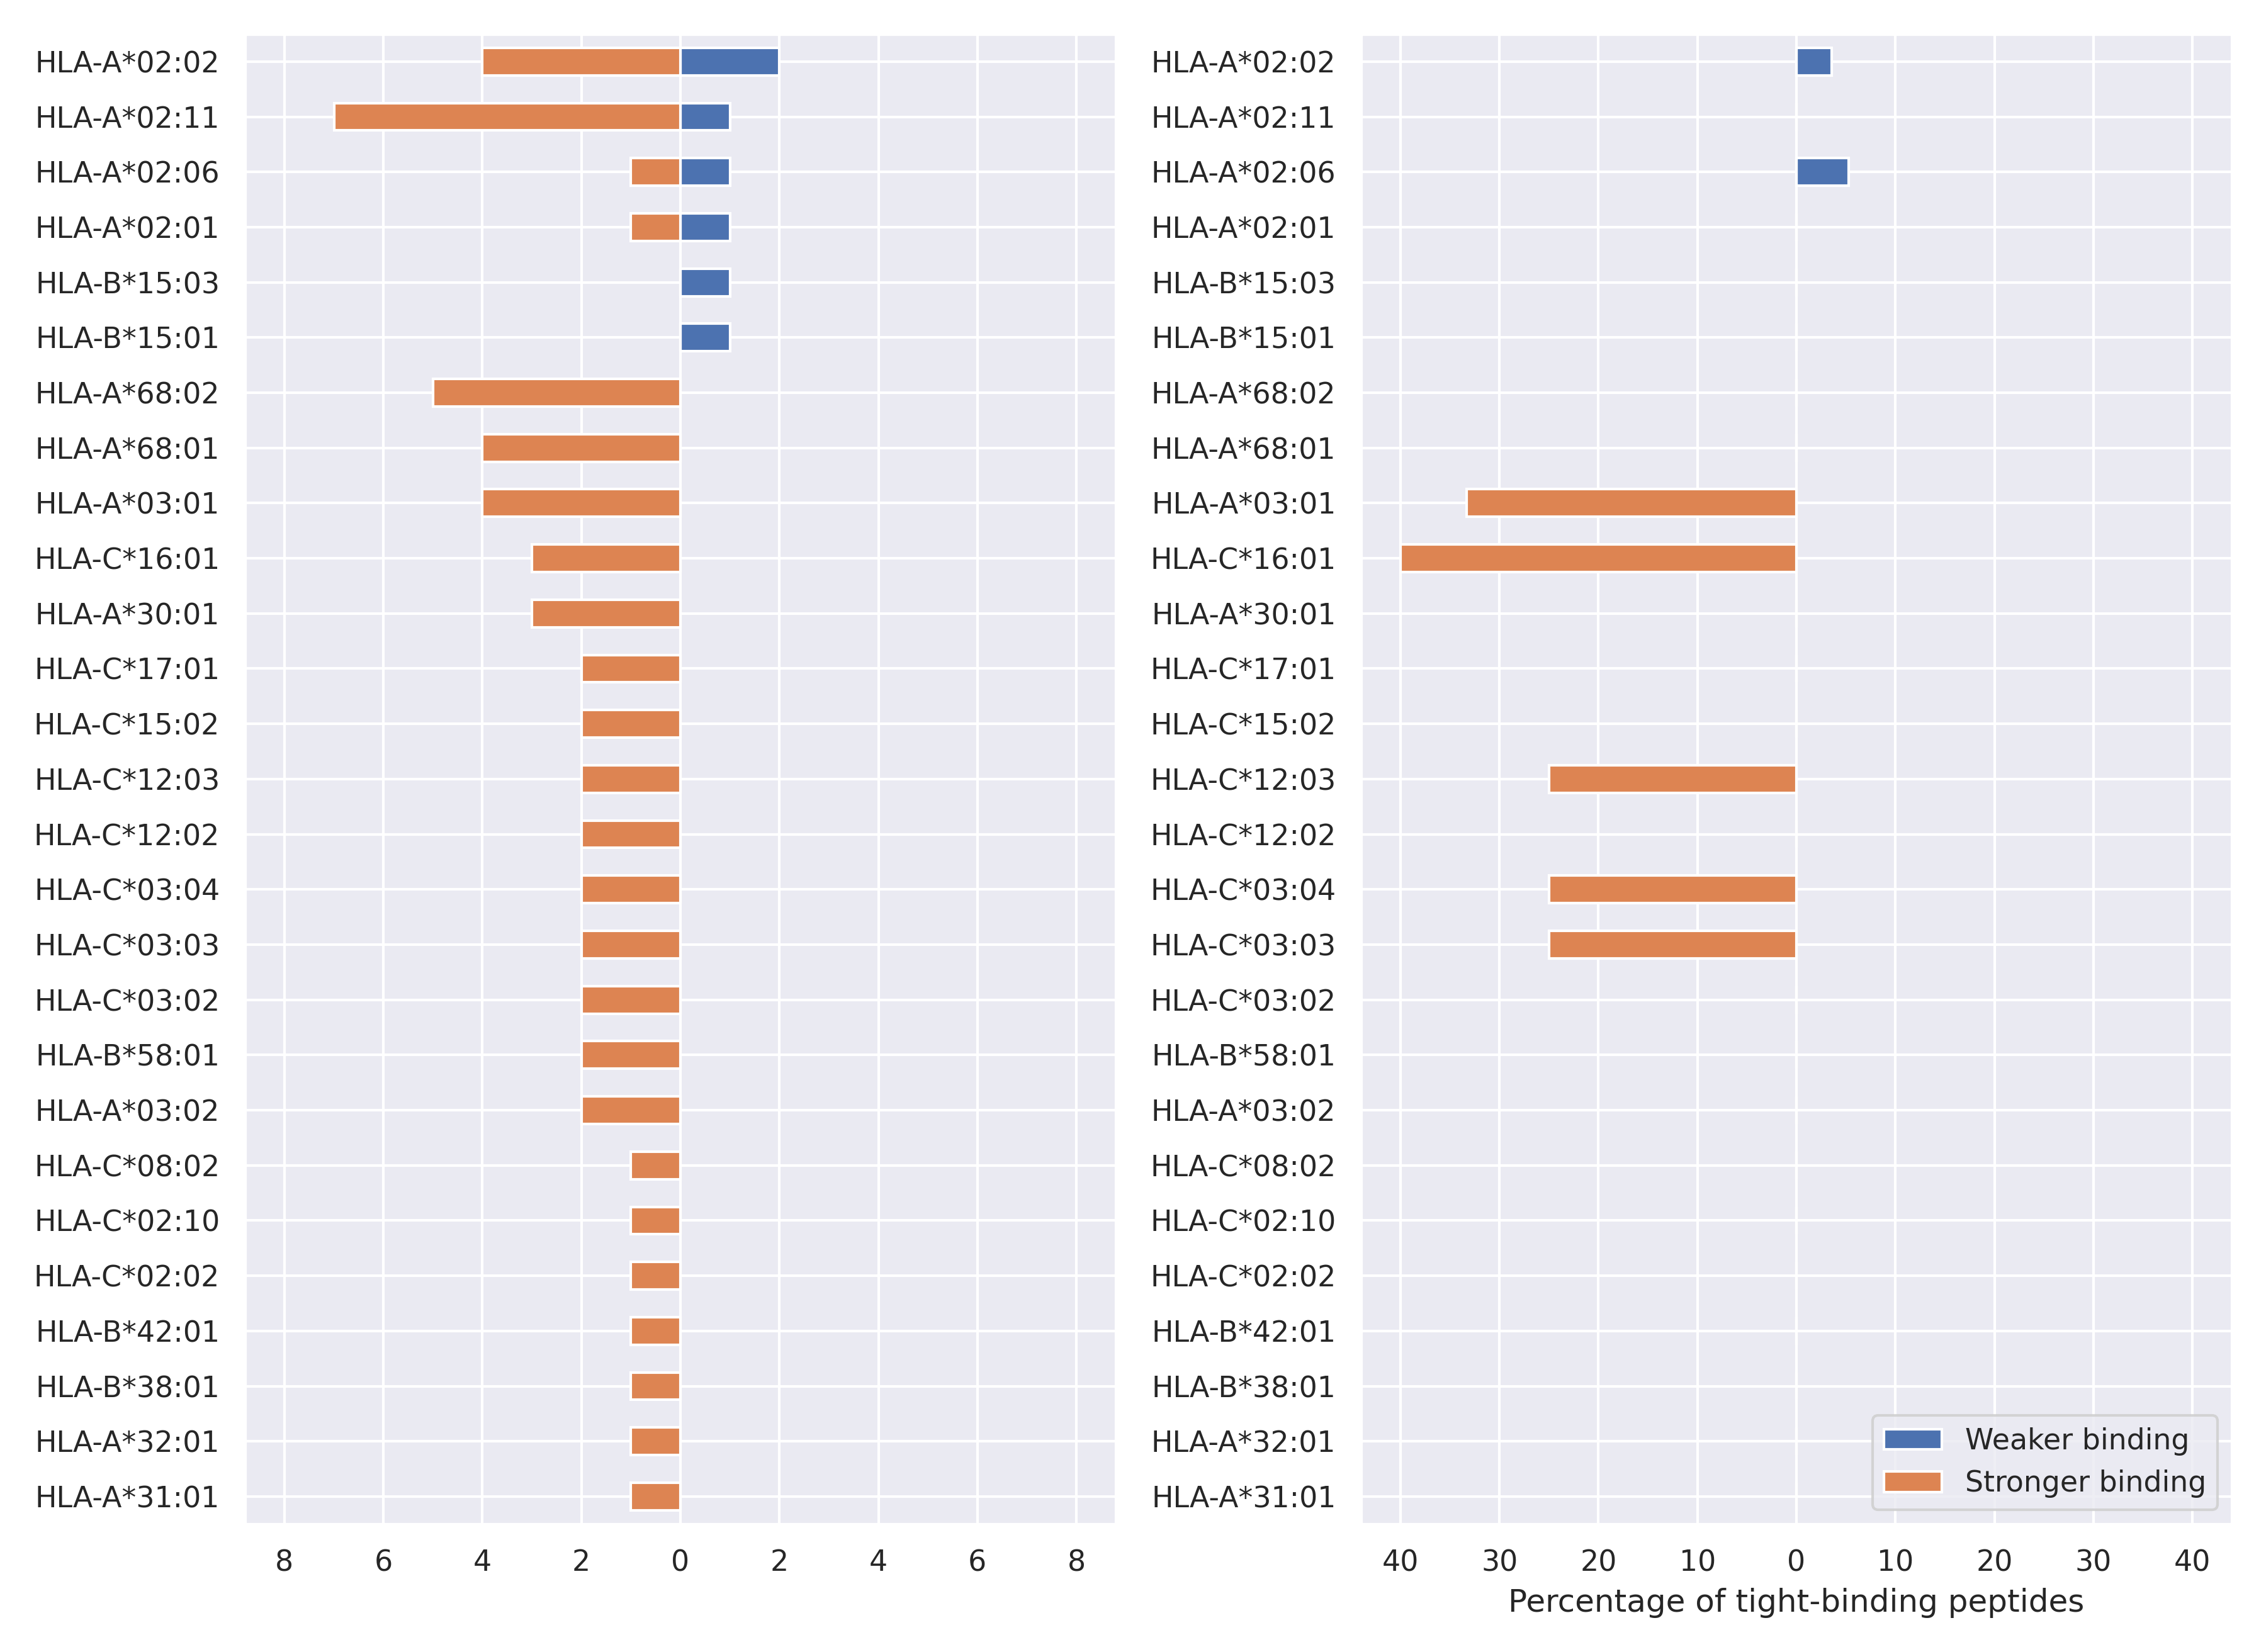 HLA-A*02:02
HLA-A*02:11
HLA-A*02:06
HLA-A*02:01
HLA-B*15:03
HLA-B*15:01
HLA-A*68:02
HLA-A*68:01
HLA-A*03:01
HLA-C*16:01
HLA-A*30:01
HLA-C*17:01
HLA-C*15:02
HLA-C*12:03
HLA-C*12:02
HLA-C*03:04
HLA-C*03:03
HLA-C*03:02
HLA-B*58:01
HLA-A*03:02
HLA-C*08:02
HLA-C*02:10
HLA-C*02:02
HLA-B*42:01
HLA-B*38:01
HLA-A*32:01
HLA-A*31:01
8 6 4 2 0 2 4 6 8
HLA-A*02:02
HLA-A*02:11
HLA-A*02:06
HLA-A*02:01
HLA-B*15:03
HLA-B*15:01
HLA-A*68:02
HLA-A*68:01
HLA-A*03:01
HLA-C*16:01
HLA-A*30:01
HLA-C*17:01
HLA-C*15:02
HLA-C*12:03
HLA-C*12:02
HLA-C*03:04
HLA-C*03:03
HLA-C*03:02
HLA-B*58:01
HLA-A*03:02
HLA-C*08:02
HLA-C*02:10
HLA-C*02:02
HLA-B*42:01
HLA-B*38:01
HLA-A*32:01
HLA-A*31:01
Weaker binding
Stronger binding
40 30 20 10 0 10 20 30 40
Percentage of tight-binding peptides